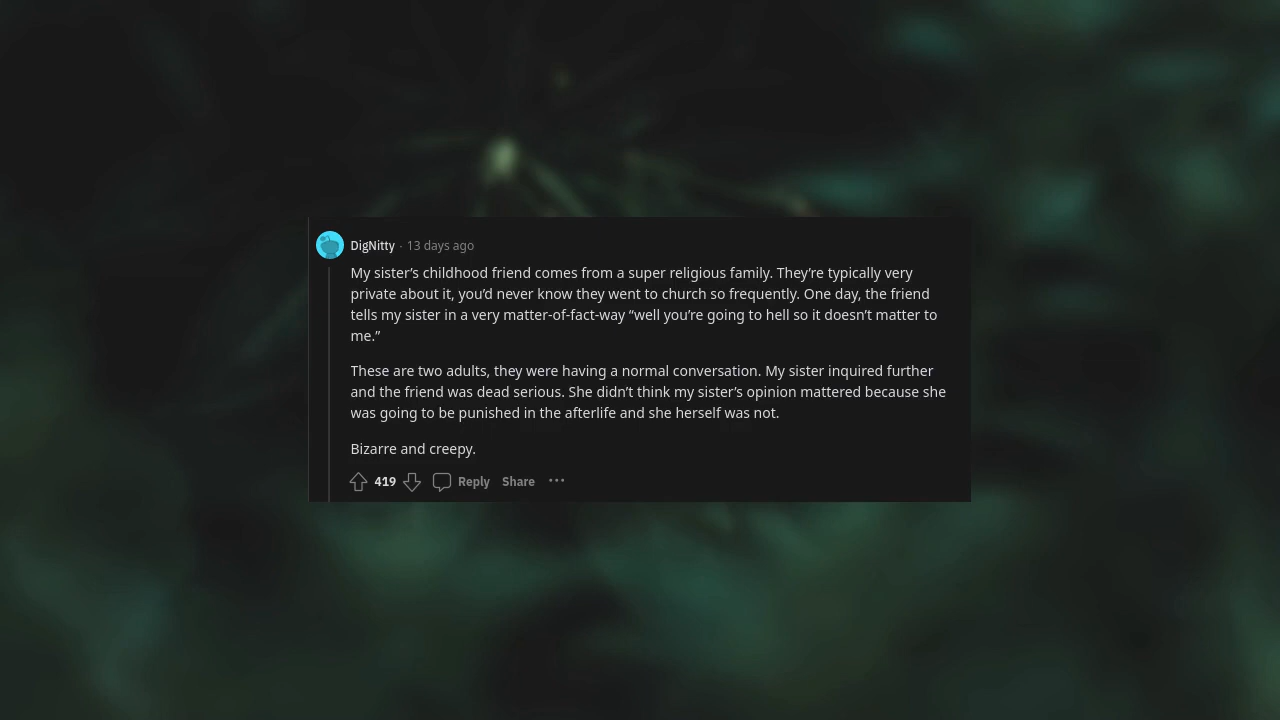 DigNitty · 13 days ago
My sister’s childhood friend comes from a super religious family. They’re typically very
private about it, you’d never know they went to church so frequently. One day, the friend
tells my sister in a very matter-of-fact-way “well you’re going to hell so it doesn’t matter to
me.”
These are two adults, they were having a normal conversation. My sister inquired further
and the friend was dead serious. She didn’t think my sister’s opinion mattered because she
was going to be punished in the afterlife and she herself was not.
Bizarre and creepy.
419 Reply Share ···